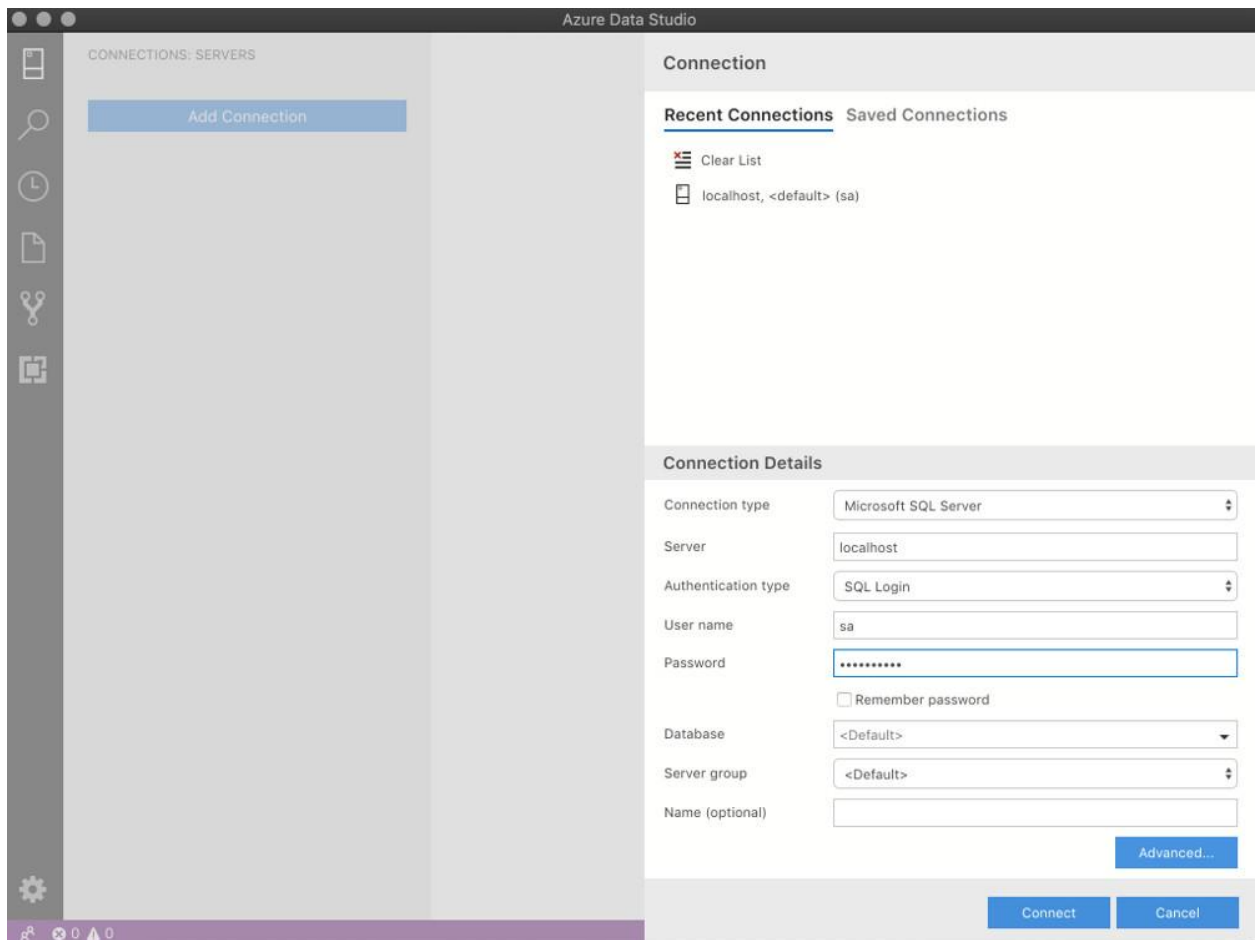 Azure Data Studio
CONNECTIONS: SERVERS
Add Connection
Connection
Recent Connections Saved Connections
Clear List
localhost, <default> (sa)
Connection Details
Connection type Microsoft SQL Server
Server localhost
Authentication type SQL Login
User name sa
Password ••••••••••
Remember password
Database <Default>
Server group <Default>
Name (optional)
Advanced...
Connect Cancel
0 0